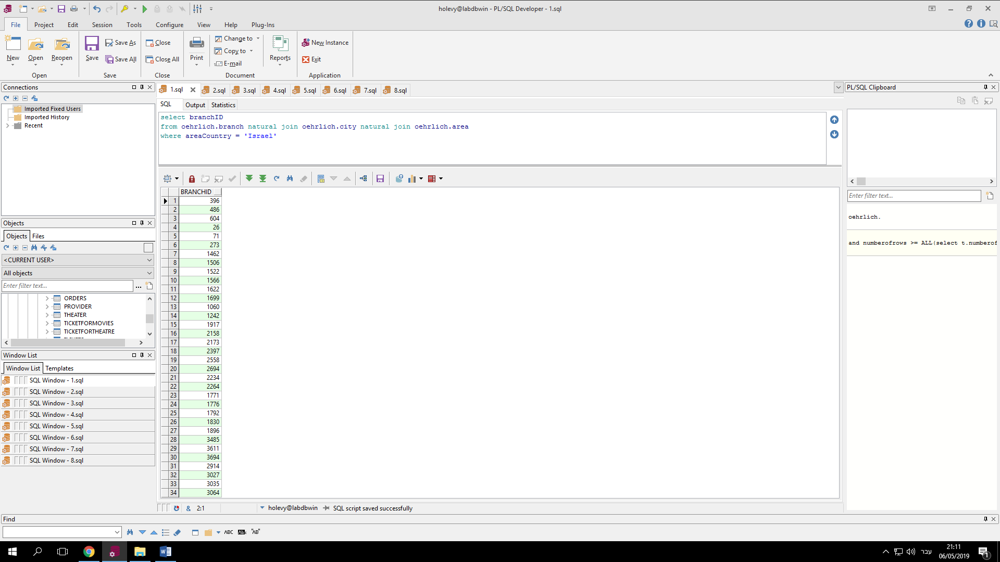 holevy@labdbwin - PL/SQL Developer - 1.sql
File Project Edit Session Tools Configure View Help Plug-Ins
New Open Reopen Save Save As Save All Close Close All Print Change to Copy to E-mail Reports New Instance Exit
Open Save Close Document Application
Connections
Imported Fixed Users
Imported History
Recent
Objects
Objects Files
<CURRENT USER>
All objects
Enter filter text...
ORDERS
PROVIDER
THEATER
TICKETFORMOVIES
TICKETFORTHEATRE
Window List
Window List Templates
SQL Window - 1.sql
SQL Window - 2.sql
SQL Window - 3.sql
SQL Window - 4.sql
SQL Window - 5.sql
SQL Window - 6.sql
SQL Window - 7.sql
SQL Window - 8.sql
1.sql 2.sql 3.sql 4.sql 5.sql 6.sql 7.sql 8.sql
SQL Output Statistics
select branchID
from oehrlich.branch natural join oehrlich.city natural join oehrlich.area
where areaCountry = 'Israel'
BRANCHID
1 396
2 486
3 604
4 26
5 71
6 273
7 1462
8 1506
9 1522
10 1566
11 1622
12 1699
13 1060
14 1242
15 1917
16 2158
17 2173
18 2397
19 2558
20 2694
21 2234
22 2264
23 1771
24 1776
25 1792
26 1830
27 1896
28 3485
29 3611
30 3694
31 2914
32 3027
33 3035
34 3064
& 2:1 holevy@labdbwin SQL script saved successfully
PL/SQL Clipboard
Enter filter text...
oehrlich.
and numberofrows >= ALL(select t.numberof
Find
ABC AB "AB"
עבר
21:11
06/05/2019
1